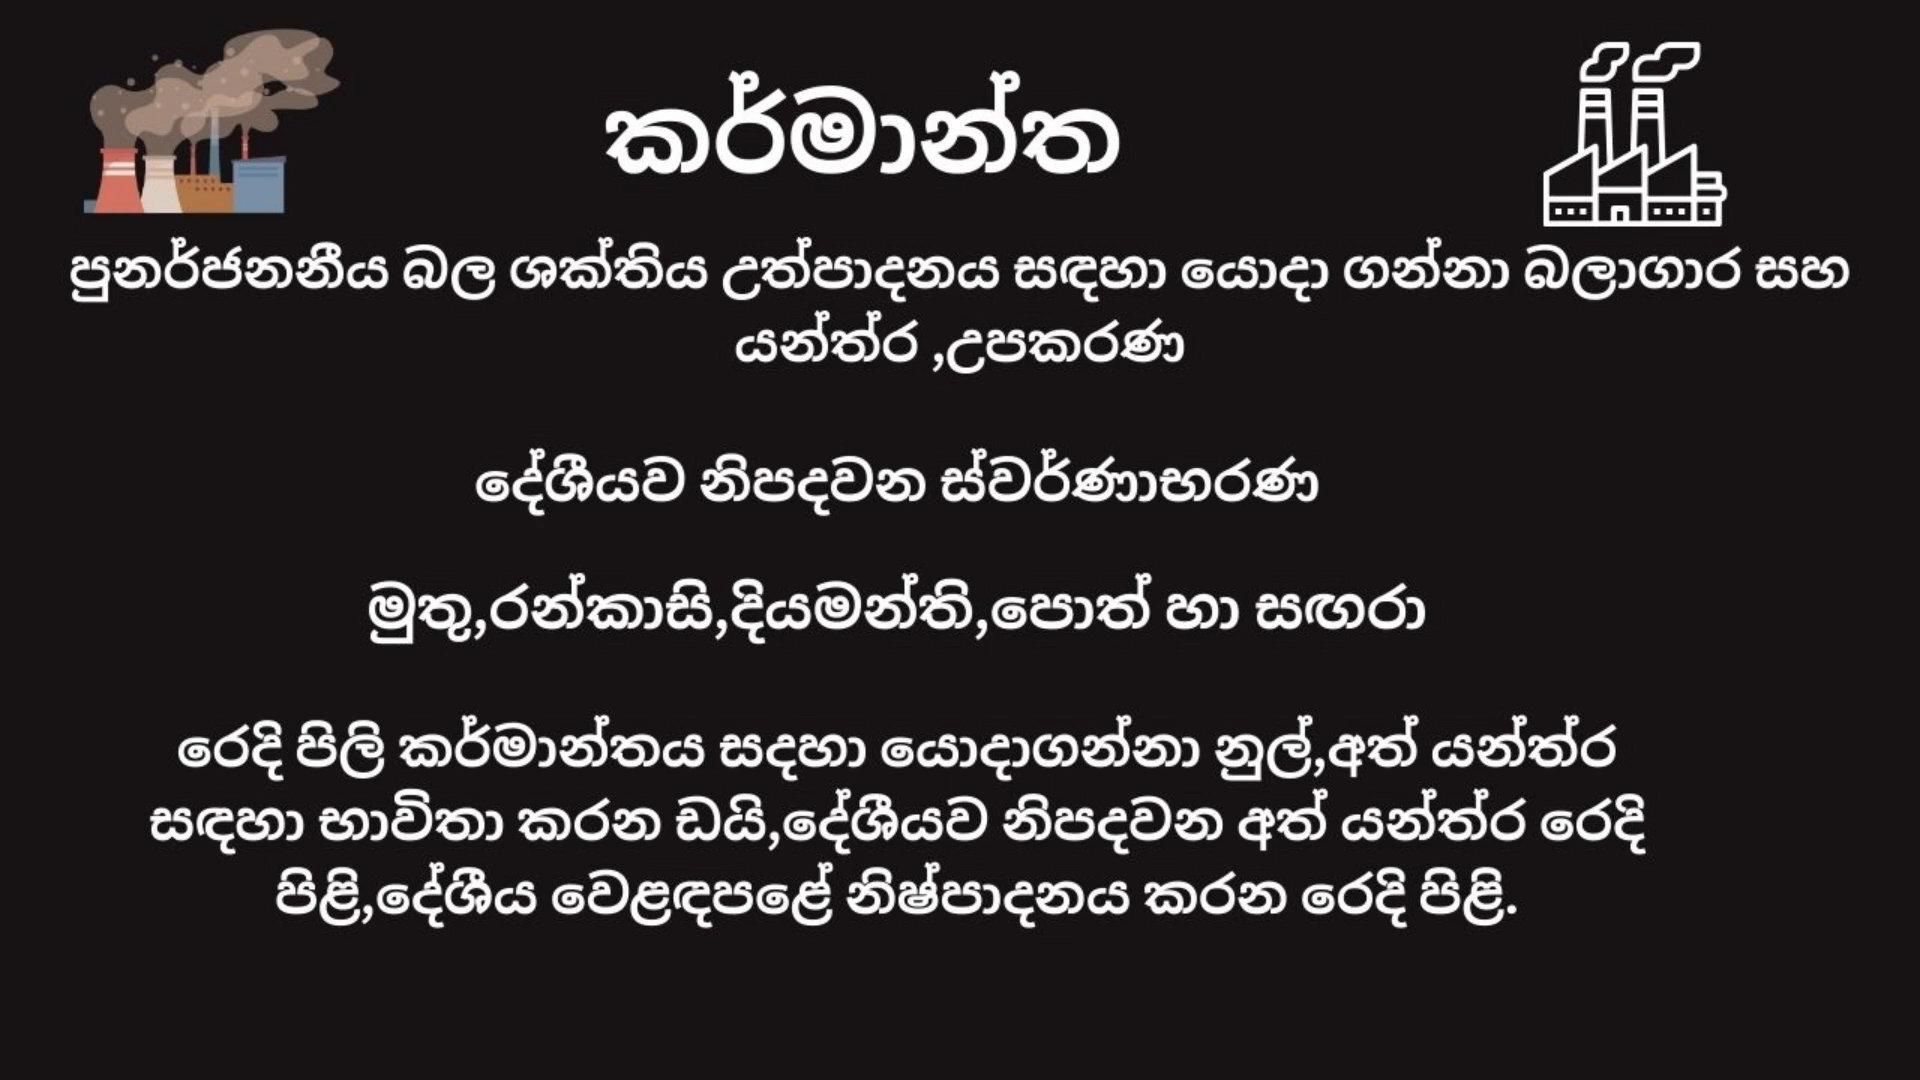 කර්මාන්ත
පුනර්ජනනීය බල ශක්තිය උත්පාදනය සඳහා යොදා ගන්නා බලාගාර සහ
යන්ත්ර ,උපකරණ
දේශීයව නිපදවන ස්වර්ණාභරණ
මුතු,රන්කාසි,දියමන්ති,පොත් හා සඟරා
රෙදි පිලි කර්මාන්තය සදහා යොදාගන්නා නුල්,අත් යන්ත්ර
සඳහා භාවිතා කරන ඩයි,දේශීයව නිපදවන අත් යන්ත්ර රෙදි
පිළි,දේශීය වෙළඳපළේ නිෂ්පාදනය කරන රෙදි පිළි.